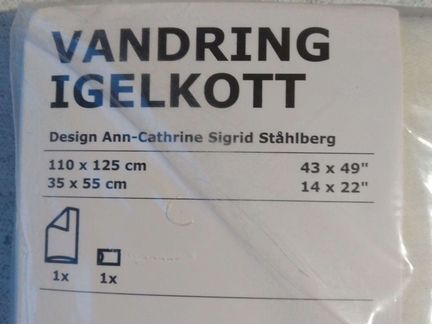 VANDRING
IGELKOTT
Design Ann-Cathrine Sigrid Ståhlberg
110 x 125 cm 43 x 49"
35 x 55 cm 14 x 22"
1x 1x